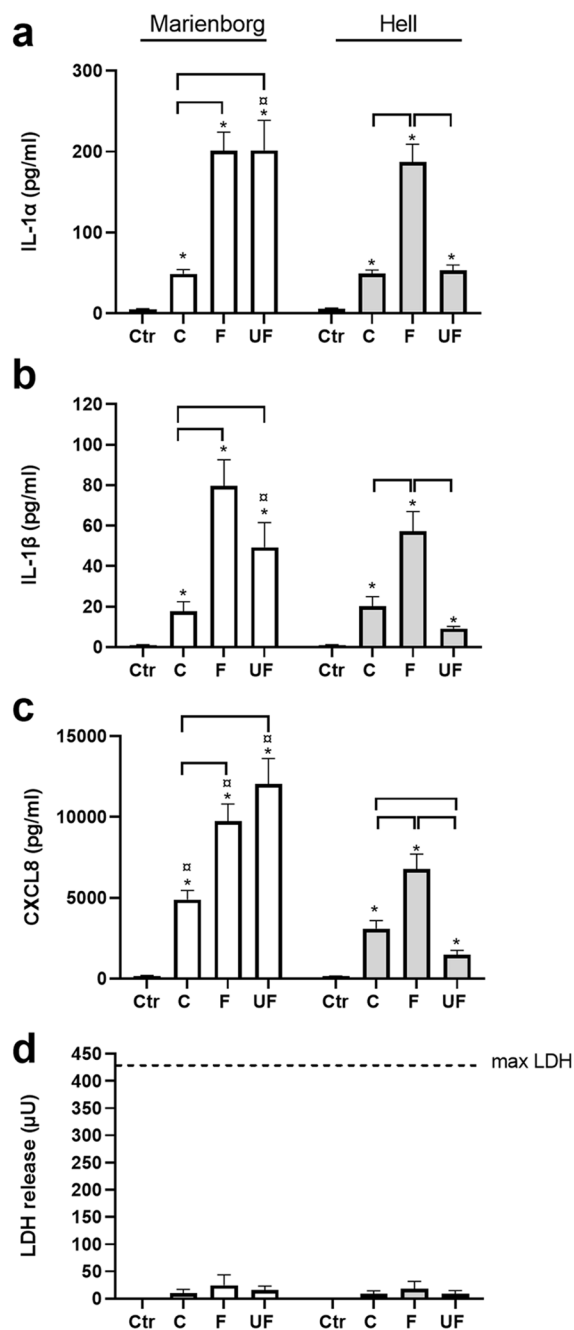 a
Marienborg Hell
IL-1α (pg/ml)
300
200
100
0
¤
* * * * * *
Ctr C F UF Ctr C F UF
b
IL-1β (pg/ml)
120
100
80
60
40
20
0
¤
* * * * * *
Ctr C F UF Ctr C F UF
c
CXCL8 (pg/ml)
15000
10000
5000
0
¤ ¤ ¤
* * * * * *
Ctr C F UF Ctr C F UF
d
LDH release (µU)
450
400
350
300
250
200
150
100
50
0
max LDH
Ctr C F UF Ctr C F UF